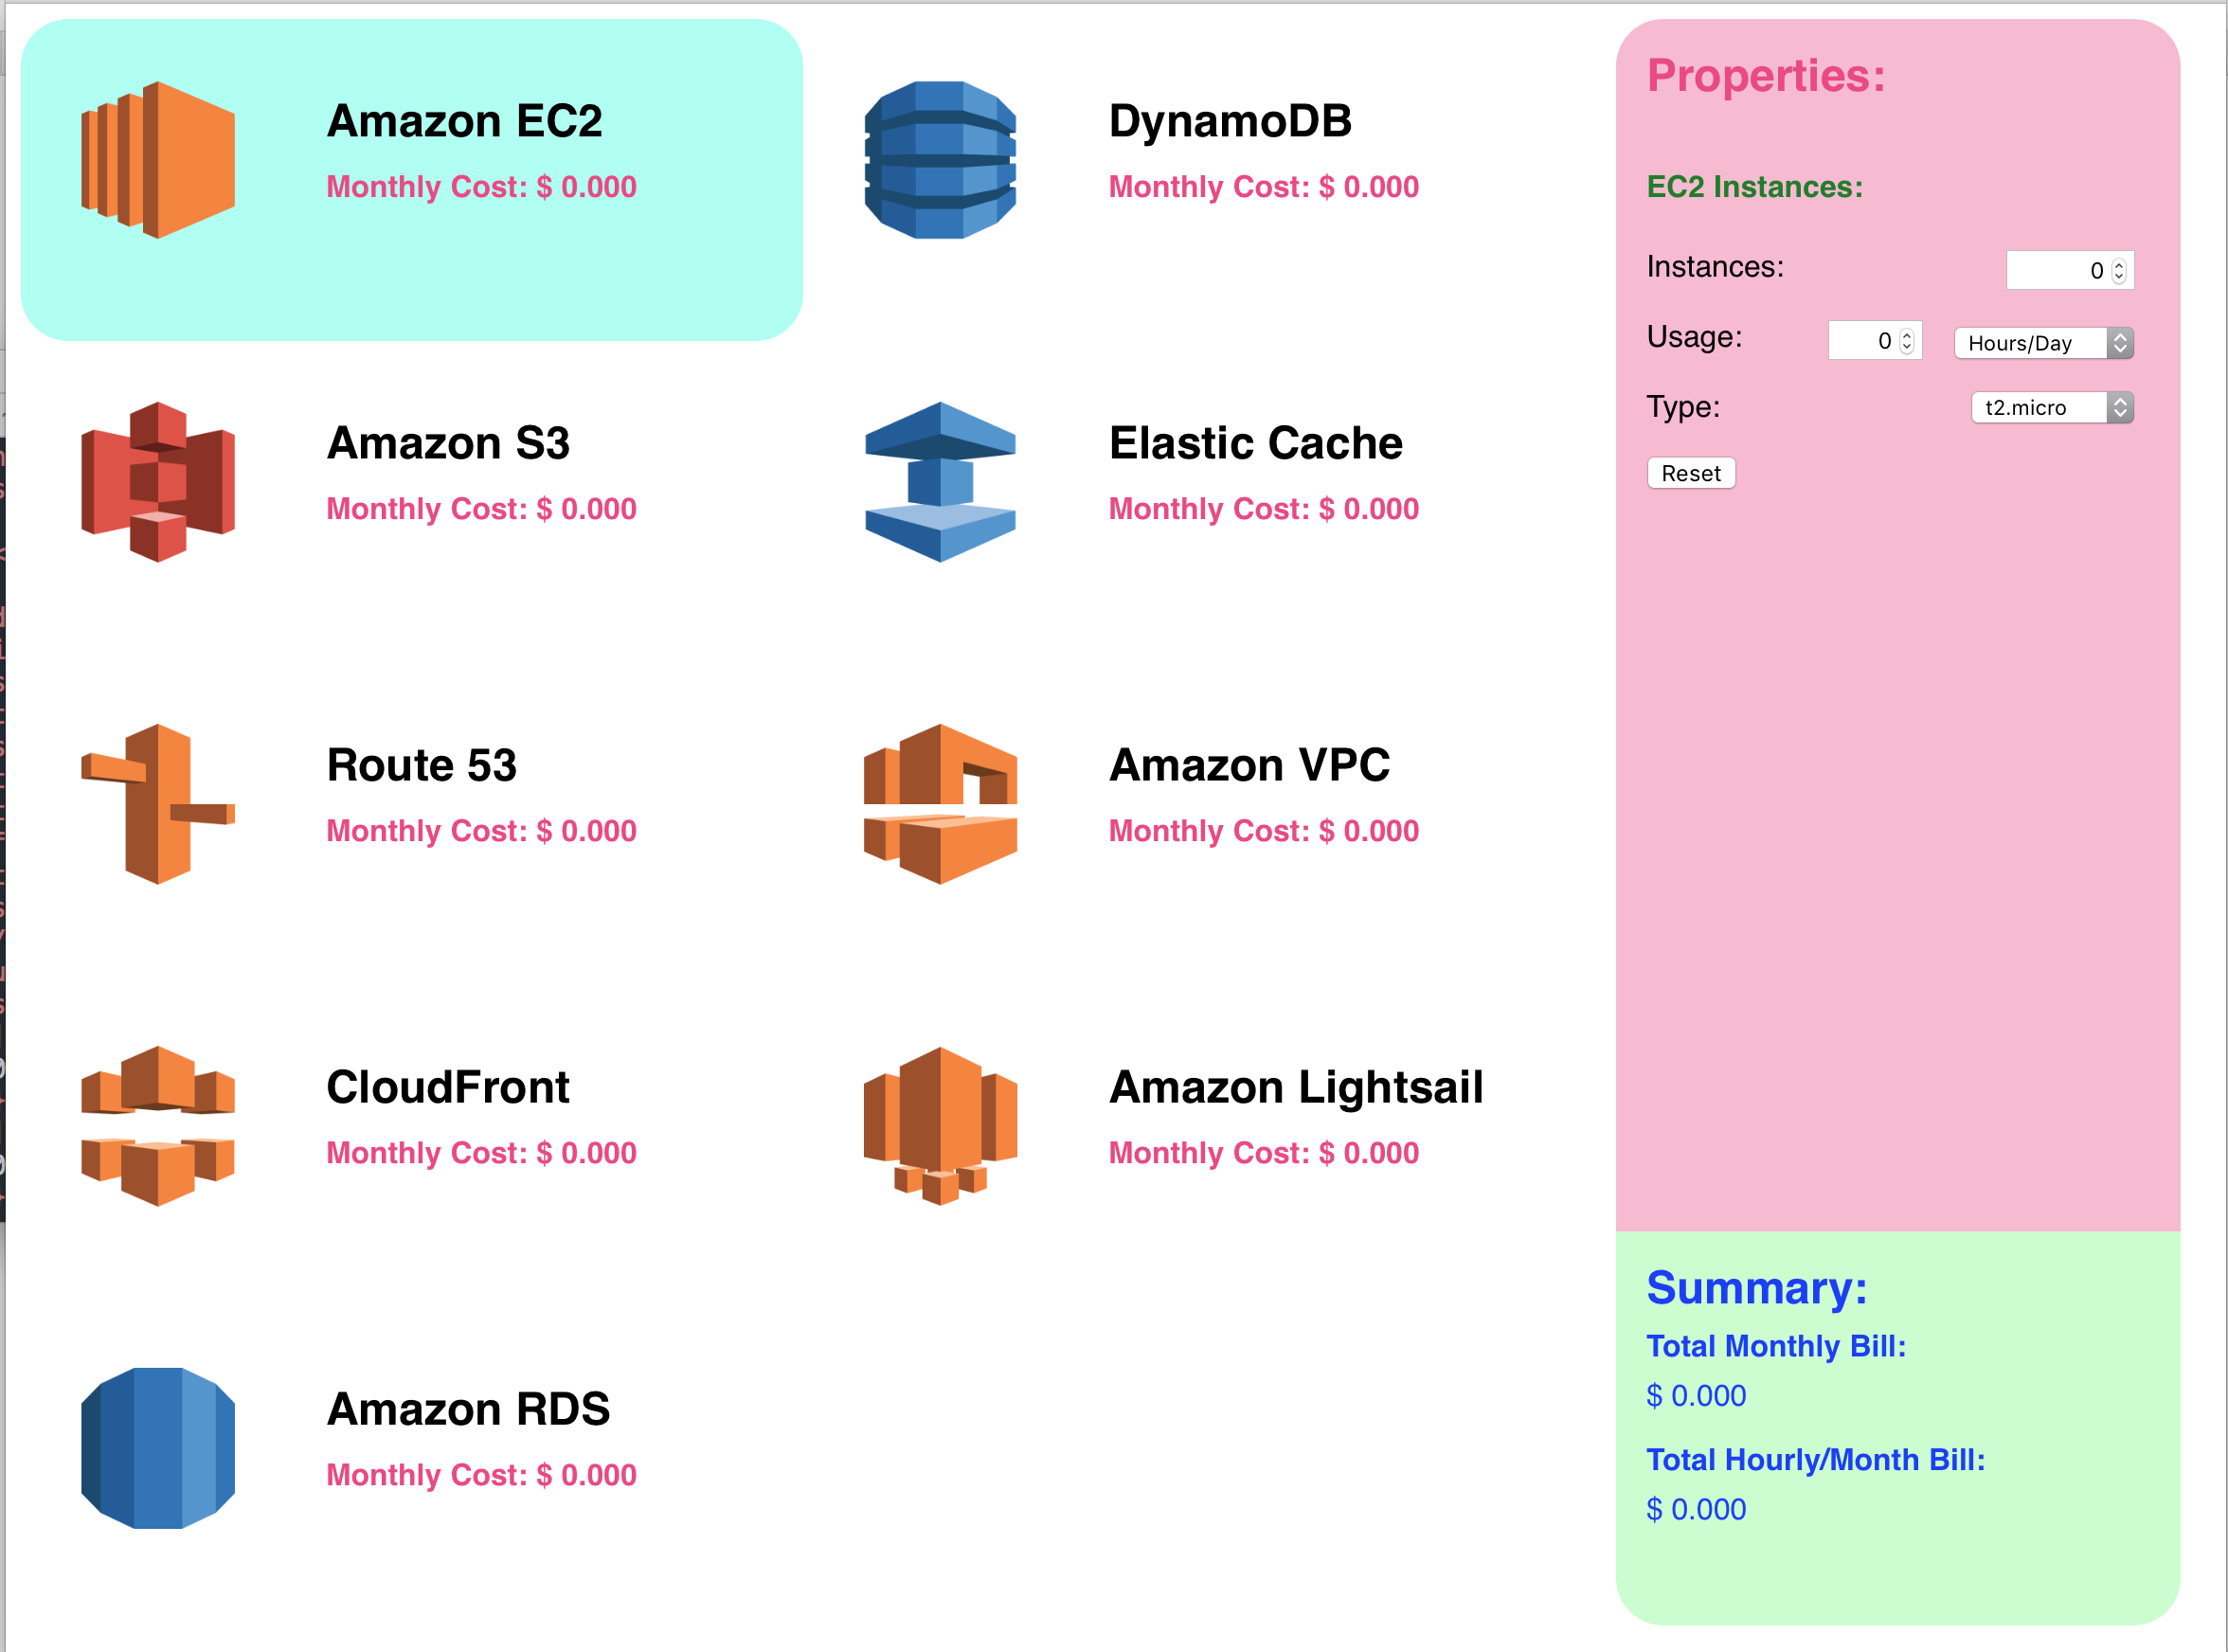 Amazon EC2
Monthly Cost: $ 0.000
DynamoDB
Monthly Cost: $ 0.000
Amazon S3
Monthly Cost: $ 0.000
Elastic Cache
Monthly Cost: $ 0.000
Route 53
Monthly Cost: $ 0.000
Amazon VPC
Monthly Cost: $ 0.000
CloudFront
Monthly Cost: $ 0.000
Amazon Lightsail
Monthly Cost: $ 0.000
Amazon RDS
Monthly Cost: $ 0.000
Properties:
EC2 Instances:
Instances: 0
Usage: 0 Hours/Day
Type: t2.micro
Reset
Summary:
Total Monthly Bill:
$ 0.000
Total Hourly/Month Bill:
$ 0.000